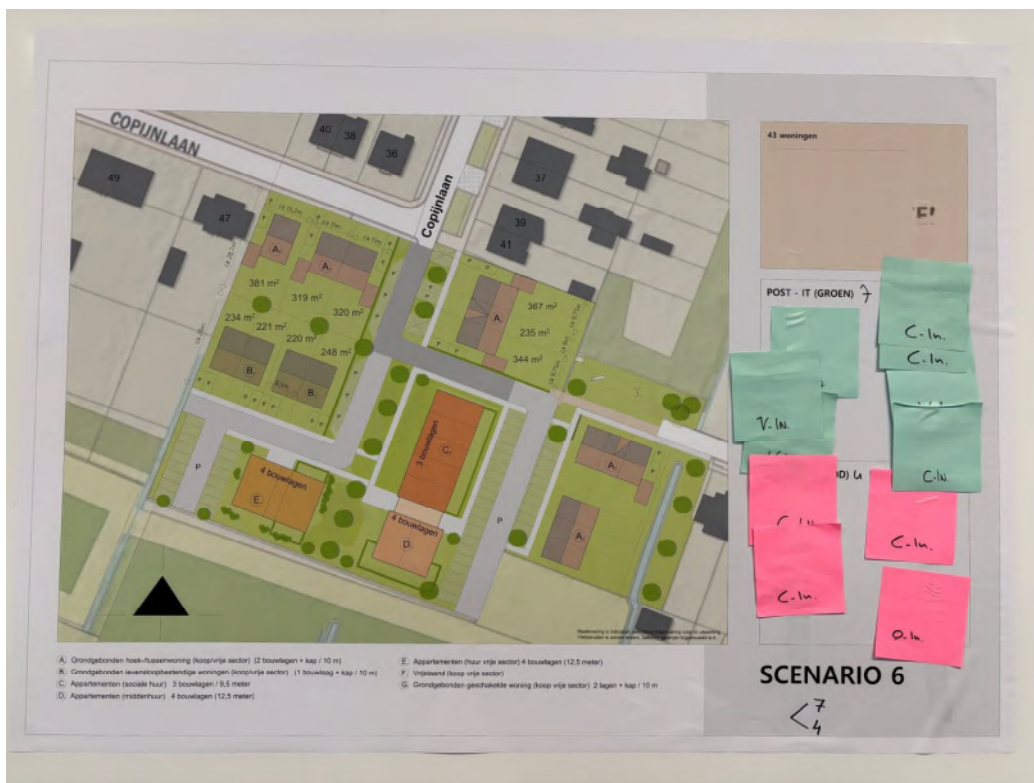 COPIJNLAAN
40
38
36
49
47
Copijnlaan
37
39
41
A
A
381 m²
319 m²
320 m²
234 m²
221 m²
220 m²
248 m²
B
B
A
367 m²
235 m²
344 m²
3 bouwlagen
C
4 bouwlagen
E
4 bouwlagen
D
A
A
P
P
43 woningen
POST - IT (GROEN) 7
C-In.
C-In.
V-In.
C-In.
C-In.
C-In.
SCENARIO 6
7
4
A. Grondgebonden hoek-/tussenwoning (koop/vrije sector) (2 bouwlagen + kap / 10 m)
B. Grondgebonden levensloopbestendige woningen (koop/vrije sector) (1 bouwlaag + kap / 10 m)
C. Appartementen (sociale huur) 3 bouwlagen / 9,5 meter
D. Appartementen (middenhuur) 4 bouwlagen (12,5 meter)
E. Appartementen (huur vrije sector) 4 bouwlagen (12,5 meter)
F. Vrijstaand (koop vrije sector)
G. Grondgebonden geschakelde woning (koop vrije sector) 2 lagen + kap / 10 m